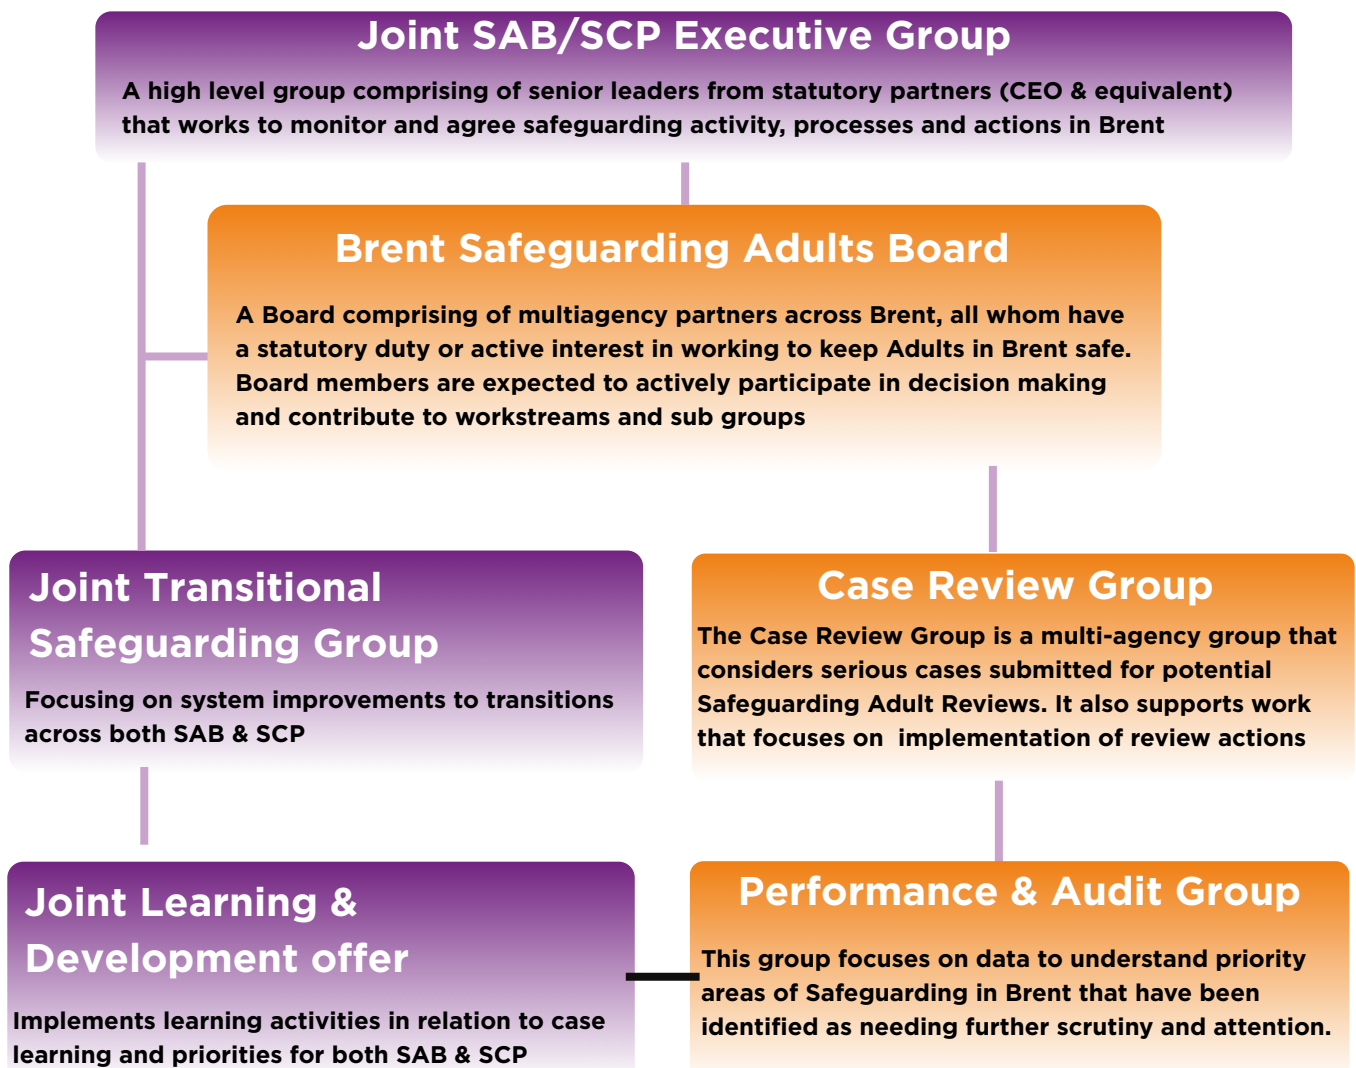 Joint SAB/SCP Executive Group
A high level group comprising of senior leaders from statutory partners (CEO & equivalent)
that works to monitor and agree safeguarding activity, processes and actions in Brent
Brent Safeguarding Adults Board
A Board comprising of multiagency partners across Brent, all whom have
a statutory duty or active interest in working to keep Adults in Brent safe.
Board members are expected to actively participate in decision making
and contribute to workstreams and sub groups
Joint Transitional
Safeguarding Group
Focusing on system improvements to transitions
across both SAB & SCP
Case Review Group
The Case Review Group is a multi-agency group that
considers serious cases submitted for potential
Safeguarding Adult Reviews. It also supports work
that focuses on  implementation of review actions
Joint Learning &
Development offer
Implements learning activities in relation to case
learning and priorities for both SAB & SCP
Performance & Audit Group
This group focuses on data to understand priority
areas of Safeguarding in Brent that have been
identified as needing further scrutiny and attention.